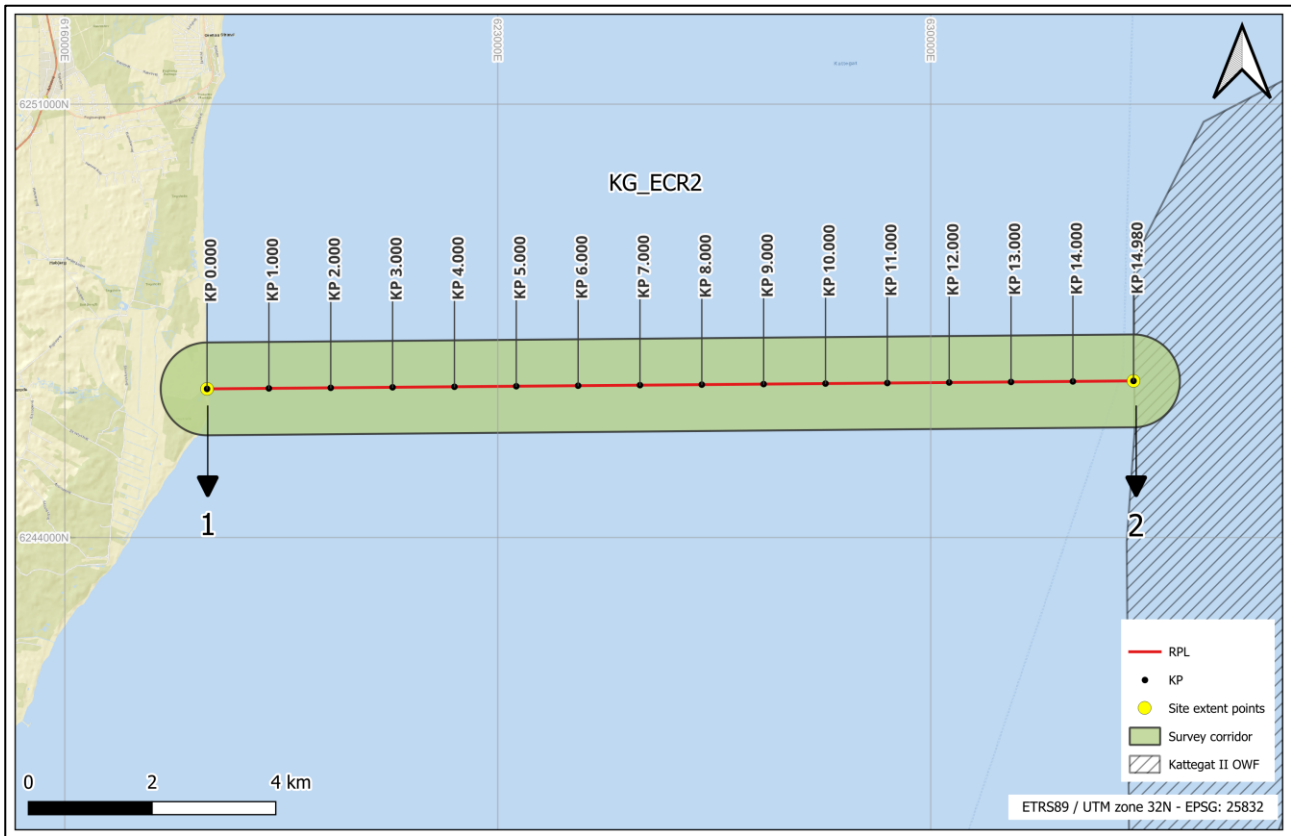 616000E
623000E
630000E
Kattegat
6251000N
KG_ECR2
KP 0.000
KP 1.000
KP 2.000
KP 3.000
KP 4.000
KP 5.000
KP 6.000
KP 7.000
KP 8.000
KP 9.000
KP 10.000
KP 11.000
KP 12.000
KP 13.000
KP 14.000
KP 14.980
1
2
6244000N
RPL
KP
Site extent points
Survey corridor
Kattegat II OWF
0
2
4 km
ETRS89 / UTM zone 32N - EPSG: 25832